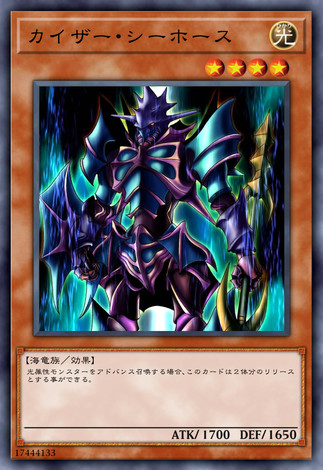 カイザー・シーホース
光
【海竜族／効果】
光属性モンスターをアドバンス召喚する場合、このカードは２体分のリリース
とする事ができる。
ATK/1700 DEF/1650
17444133